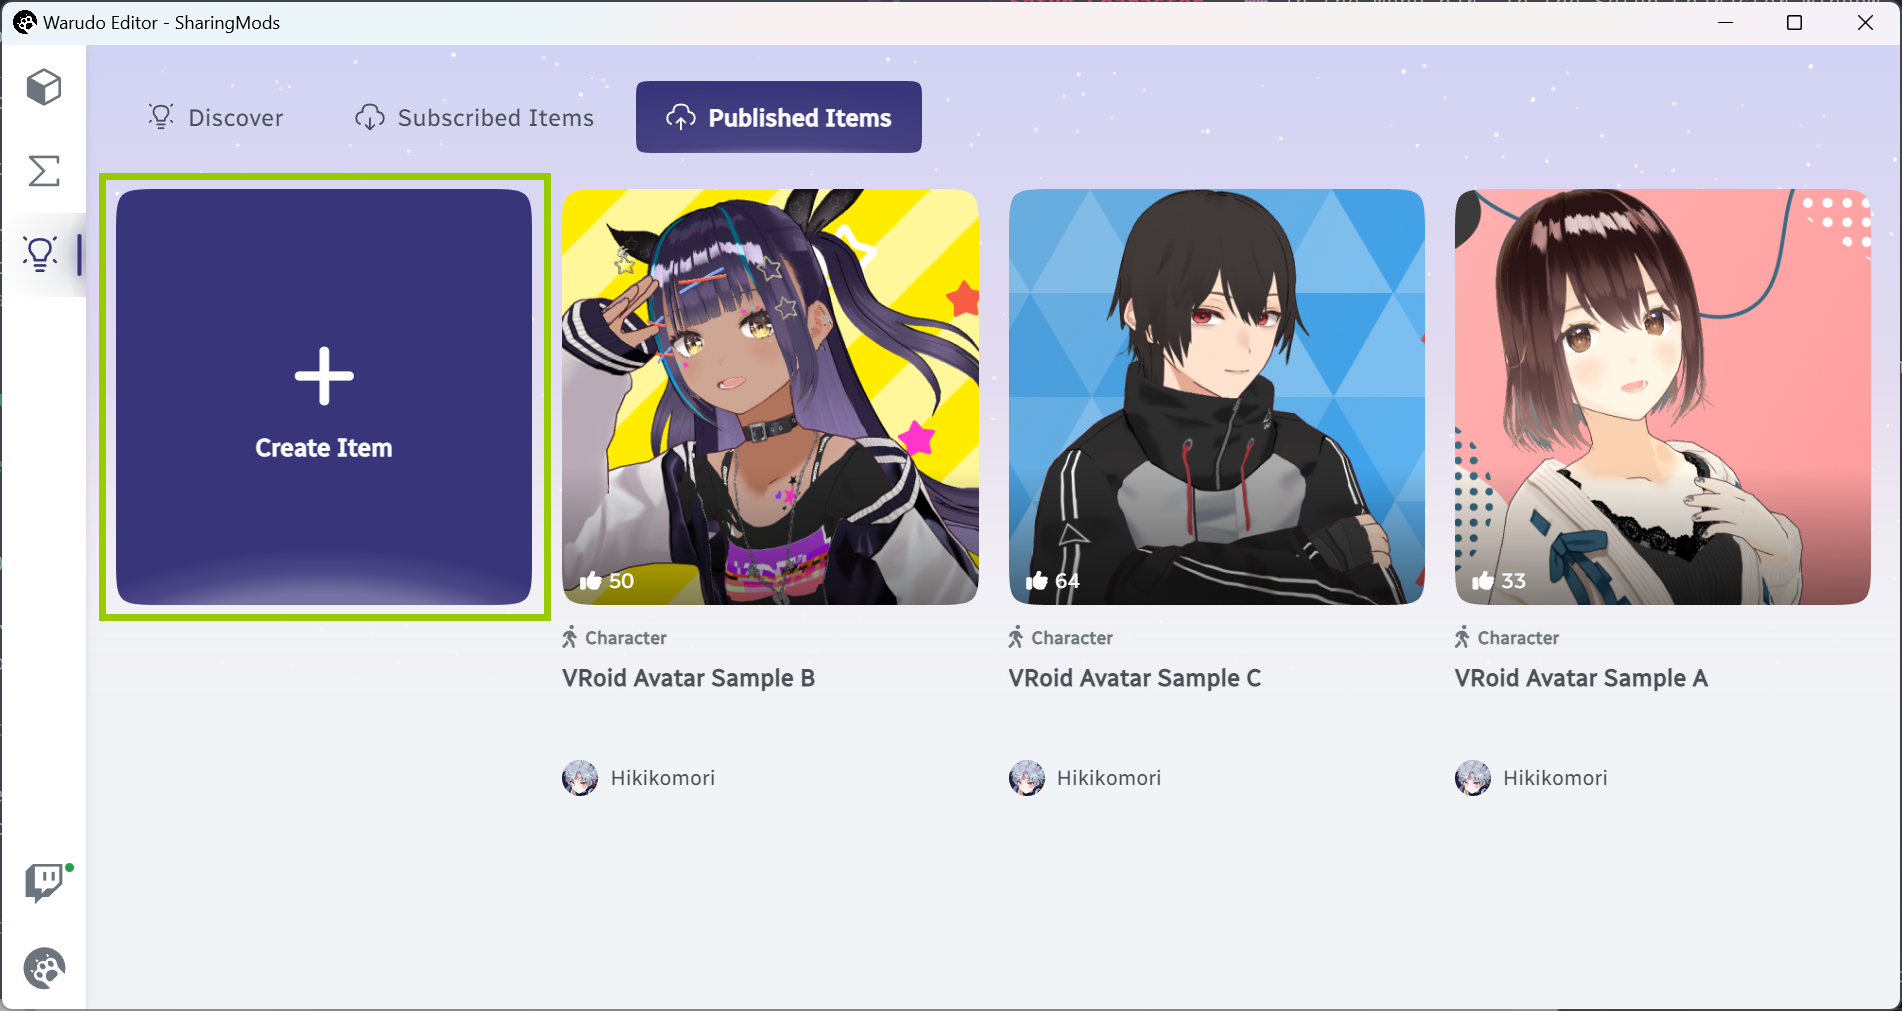 Warudo Editor - SharingMods
Discover
Subscribed Items
Published Items
Create Item
50
64
33
Character
Character
Character
VRoid Avatar Sample B
VRoid Avatar Sample C
VRoid Avatar Sample A
Hikikomori
Hikikomori
Hikikomori